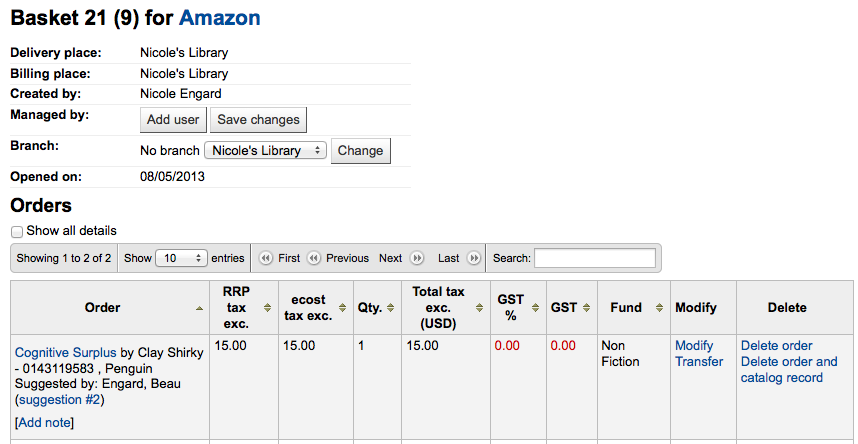 Basket 21 (9) for Amazon
Delivery place: Nicole's Library
Billing place: Nicole's Library
Created by: Nicole Engard
Managed by: Add user Save changes
Branch: No branch Nicole's Library Change
Opened on: 08/05/2013
Orders
Show all details
Showing 1 to 2 of 2 Show 10 entries First Previous Next Last Search:
Order
RRP
tax
exc.
ecost
tax exc.
Qty.
Total tax
exc.
(USD)
GST
%
GST
Fund
Modify
Delete
Cognitive Surplus by Clay Shirky
- 0143119583 , Penguin
Suggested by: Engard, Beau
(suggestion #2)
[Add note]
15.00
15.00
1
15.00
0.00
0.00
Non
Fiction
Modify
Transfer
Delete order
Delete order and
catalog record